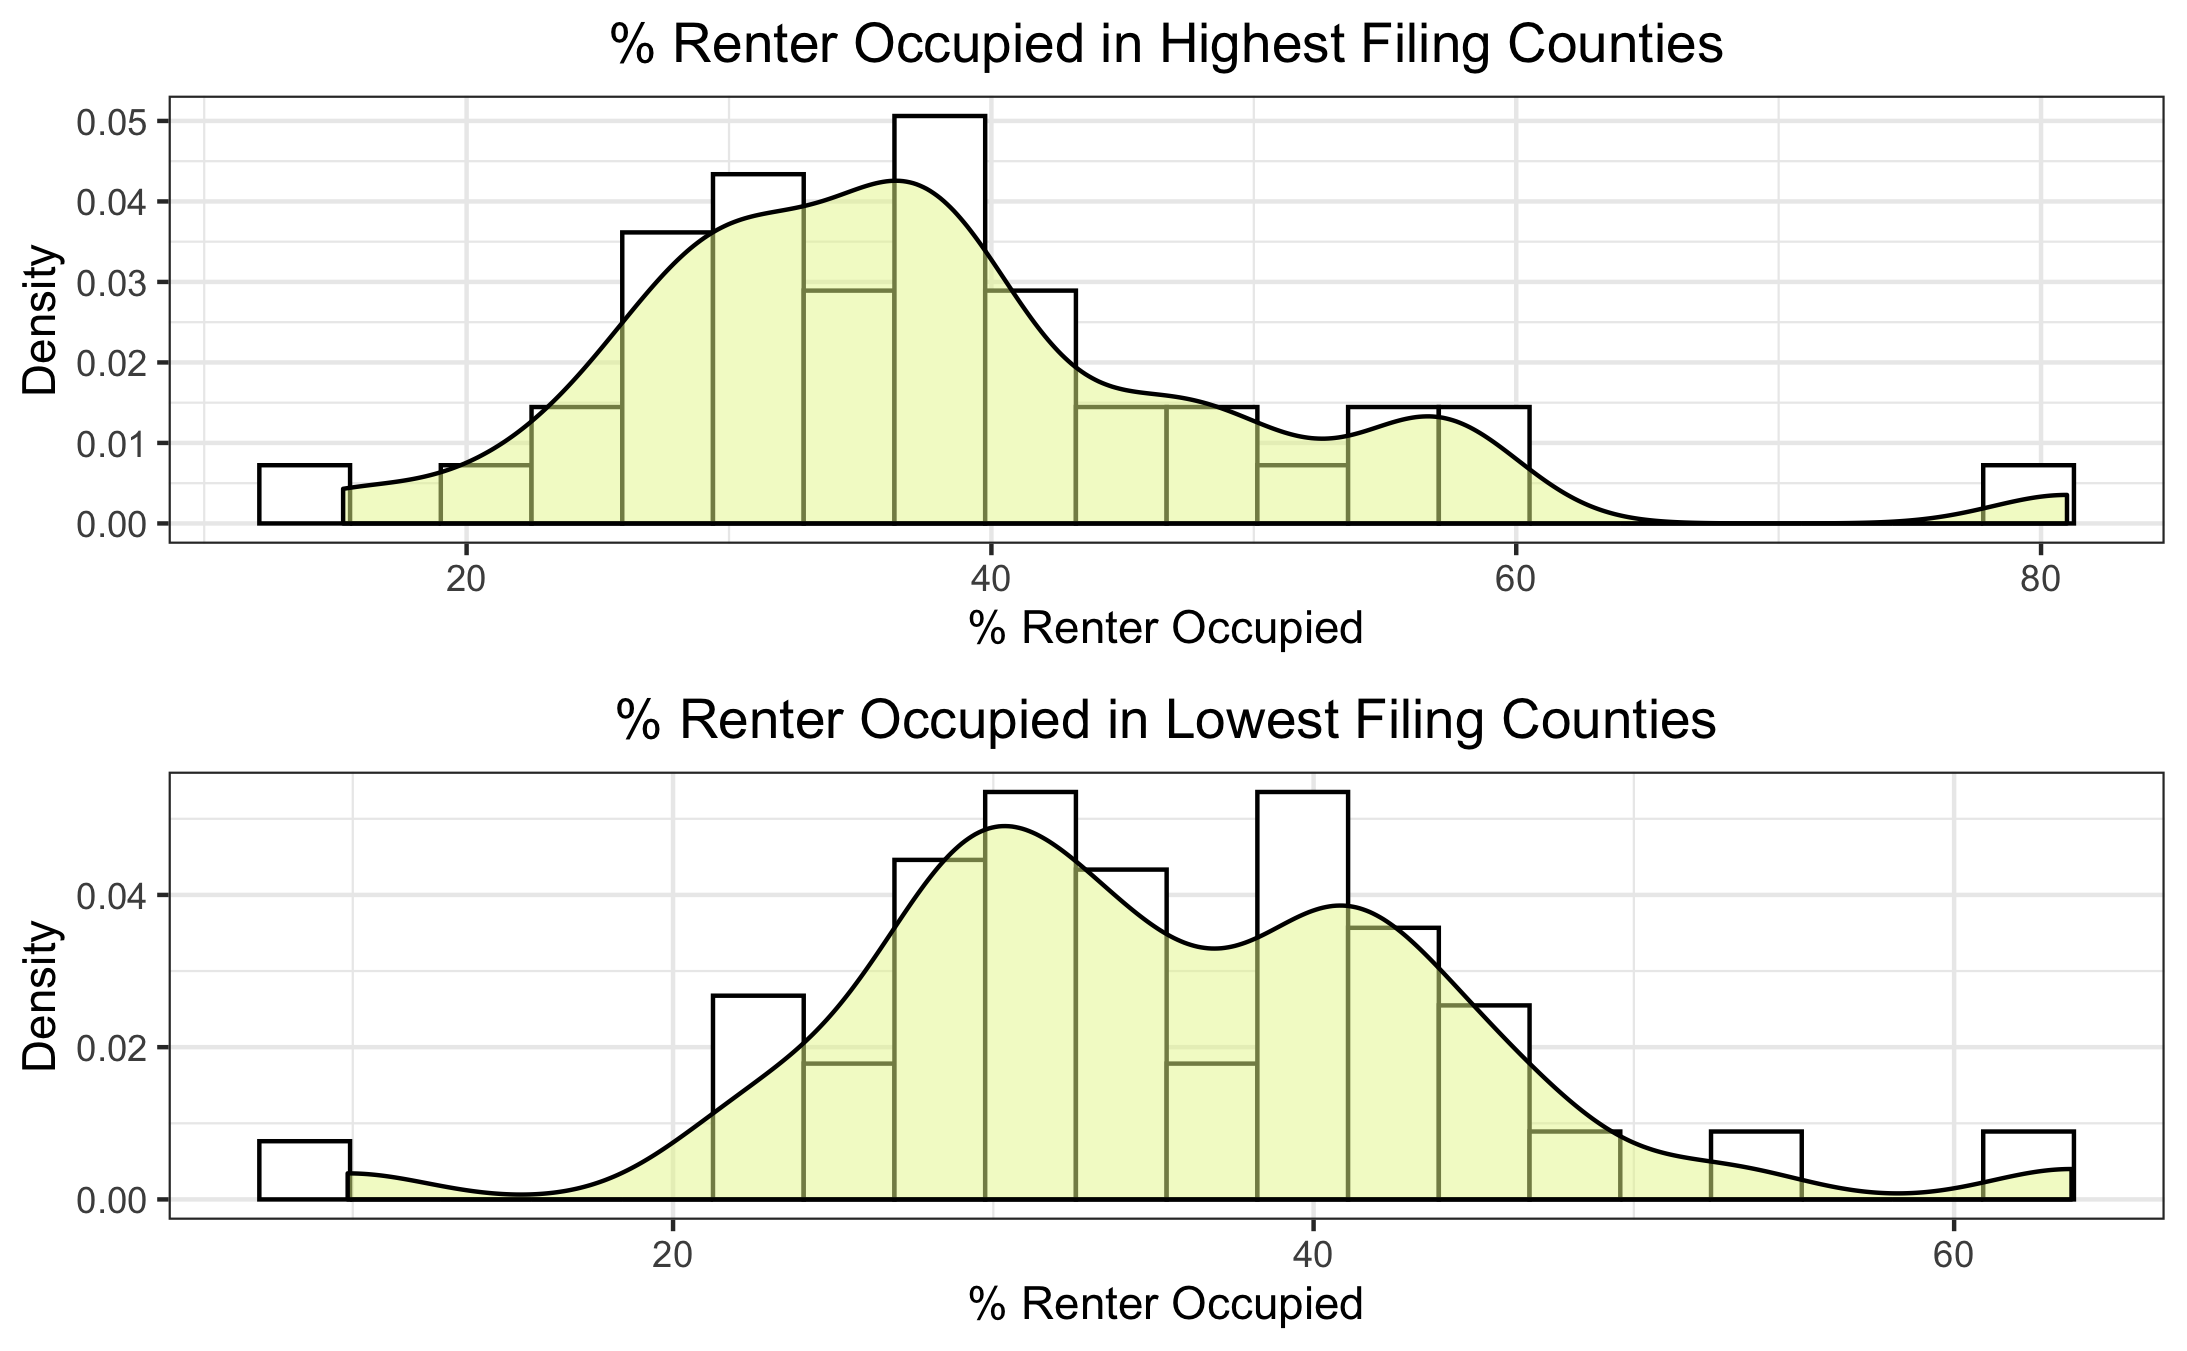 % Renter Occupied in Highest Filing Counties
0.05
0.04
0.03
0.02
0.01
0.00
Density
20 40 60 80
% Renter Occupied
% Renter Occupied in Lowest Filing Counties
0.04
0.02
0.00
Density
20 40 60
% Renter Occupied